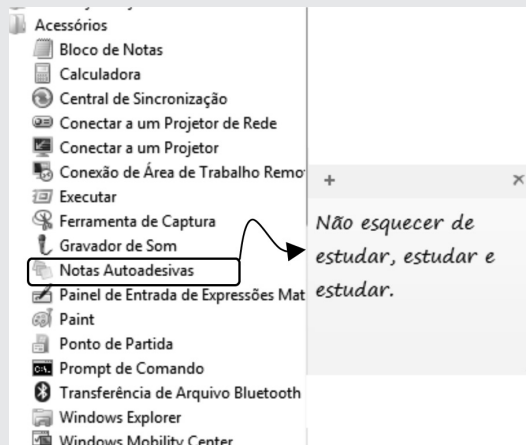 Acessórios
Bloco de Notas
Calculadora
Central de Sincronização
Conectar a um Projetor de Rede
Conectar a um Projetor
Conexão de Área de Trabalho Remo
Executar
Ferramenta de Captura
Gravador de Som
Notas Autoadesivas
Painel de Entrada de Expressões Mat
Paint
Ponto de Partida
Prompt de Comando
Transferência de Arquivo Bluetooth
Windows Explorer
Windows Mobility Center
+ ×
Não esquecer de
estudar, estudar e
estudar.